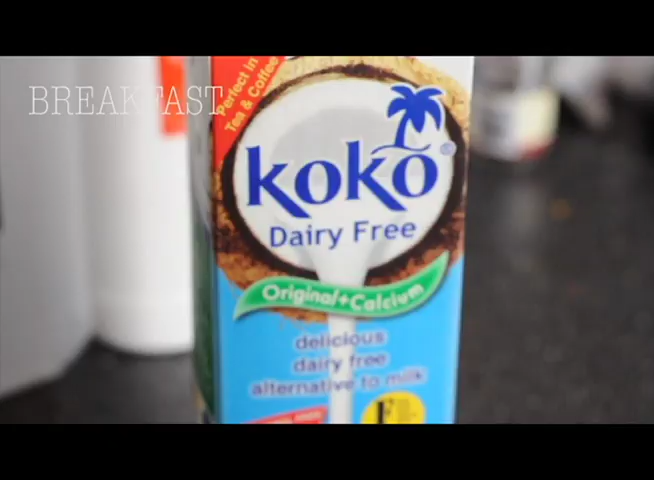 BREAKFAST
Perfect in
Tea & Coffee
koko®
Dairy Free
Original+Calcium
delicious
dairy free
alternative to milk